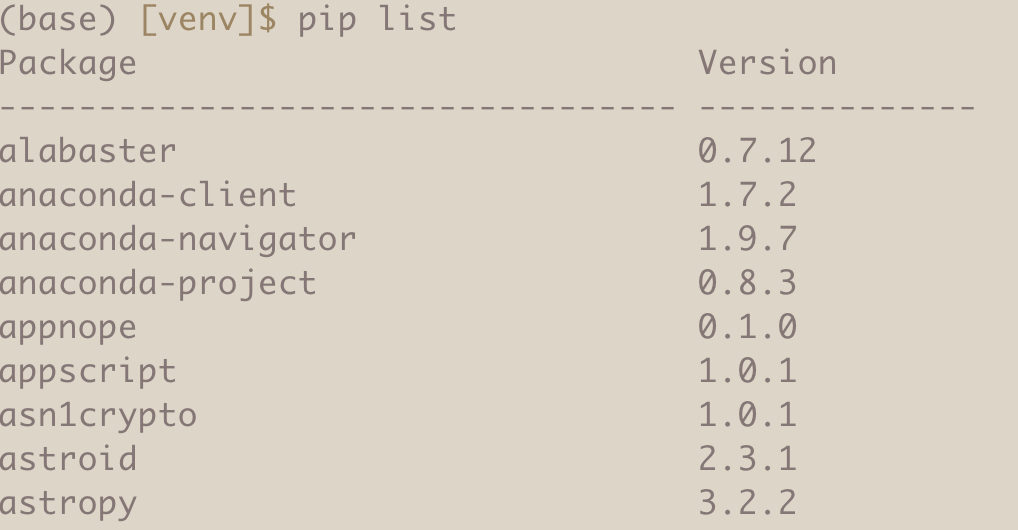 (base) [venv]$ pip list
Package                            Version
---------------------------------- --------------
alabaster                          0.7.12
anaconda-client                    1.7.2
anaconda-navigator                 1.9.7
anaconda-project                   0.8.3
appnope                            0.1.0
appscript                          1.0.1
asn1crypto                         1.0.1
astroid                            2.3.1
astropy                            3.2.2